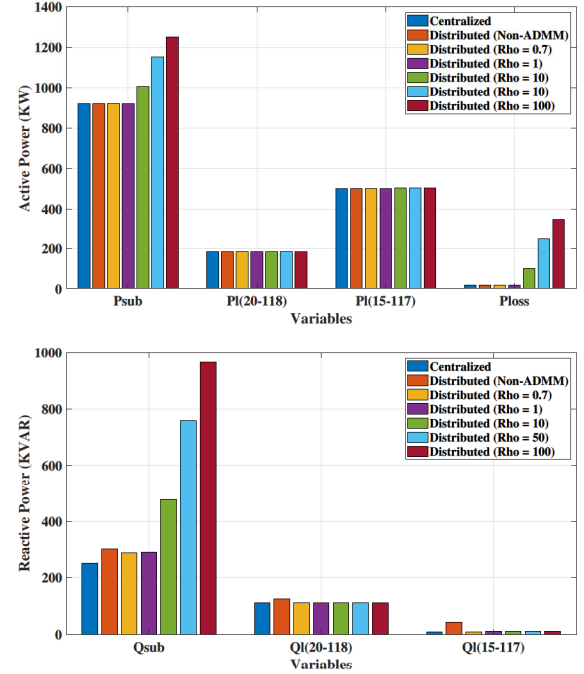 1400
1200
1000
800
600
400
200
0
Active Power (KW)
Centralized
Distributed (Non-ADMM)
Distributed (Rho = 0.7)
Distributed (Rho = 1)
Distributed (Rho = 10)
Distributed (Rho = 10)
Distributed (Rho = 100)
Psub Pl(20-118) Pl(15-117) Ploss
Variables
1000
800
600
400
200
0
Reactive Power (KVAR)
Centralized
Distributed (Non-ADMM)
Distributed (Rho = 0.7)
Distributed (Rho = 1)
Distributed (Rho = 10)
Distributed (Rho = 50)
Distributed (Rho = 100)
Qsub Ql(20-118) Ql(15-117)
Variables